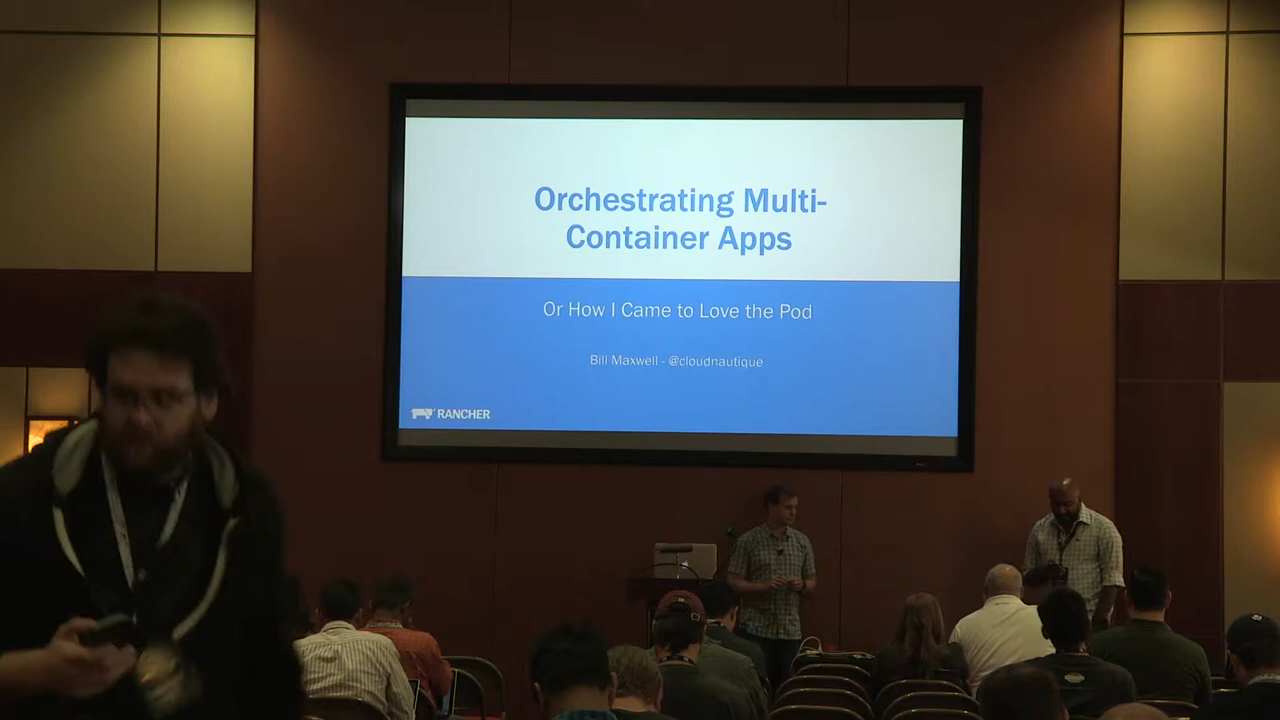 Orchestrating Multi-
Container Apps
Or How I Came to Love the Pod
Bill Maxwell - @cloudnautique
RANCHER